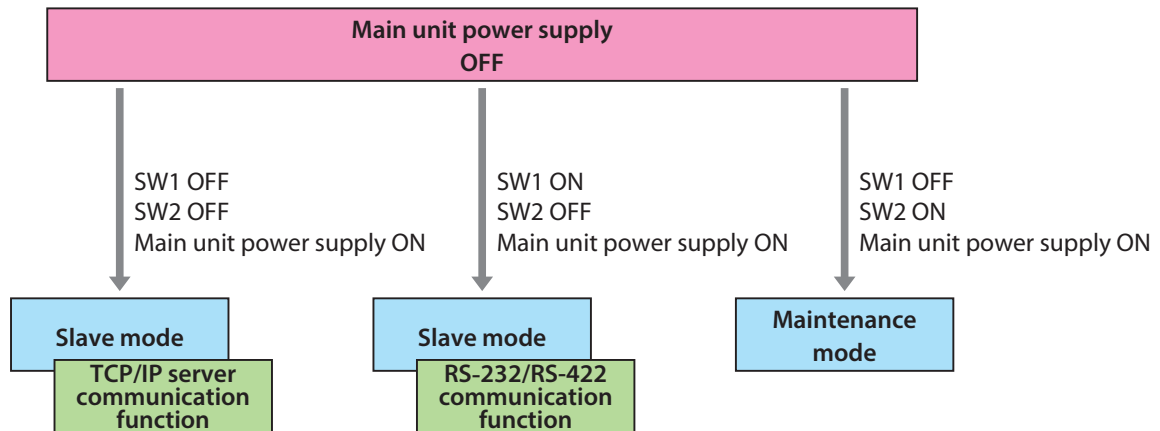 Main unit power supply
OFF
SW1 OFF
SW2 OFF
Main unit power supply ON
SW1 ON
SW2 OFF
Main unit power supply ON
SW1 OFF
SW2 ON
Main unit power supply ON
Slave mode
TCP/IP server
communication
function
Slave mode
RS-232/RS-422
communication
function
Maintenance
mode